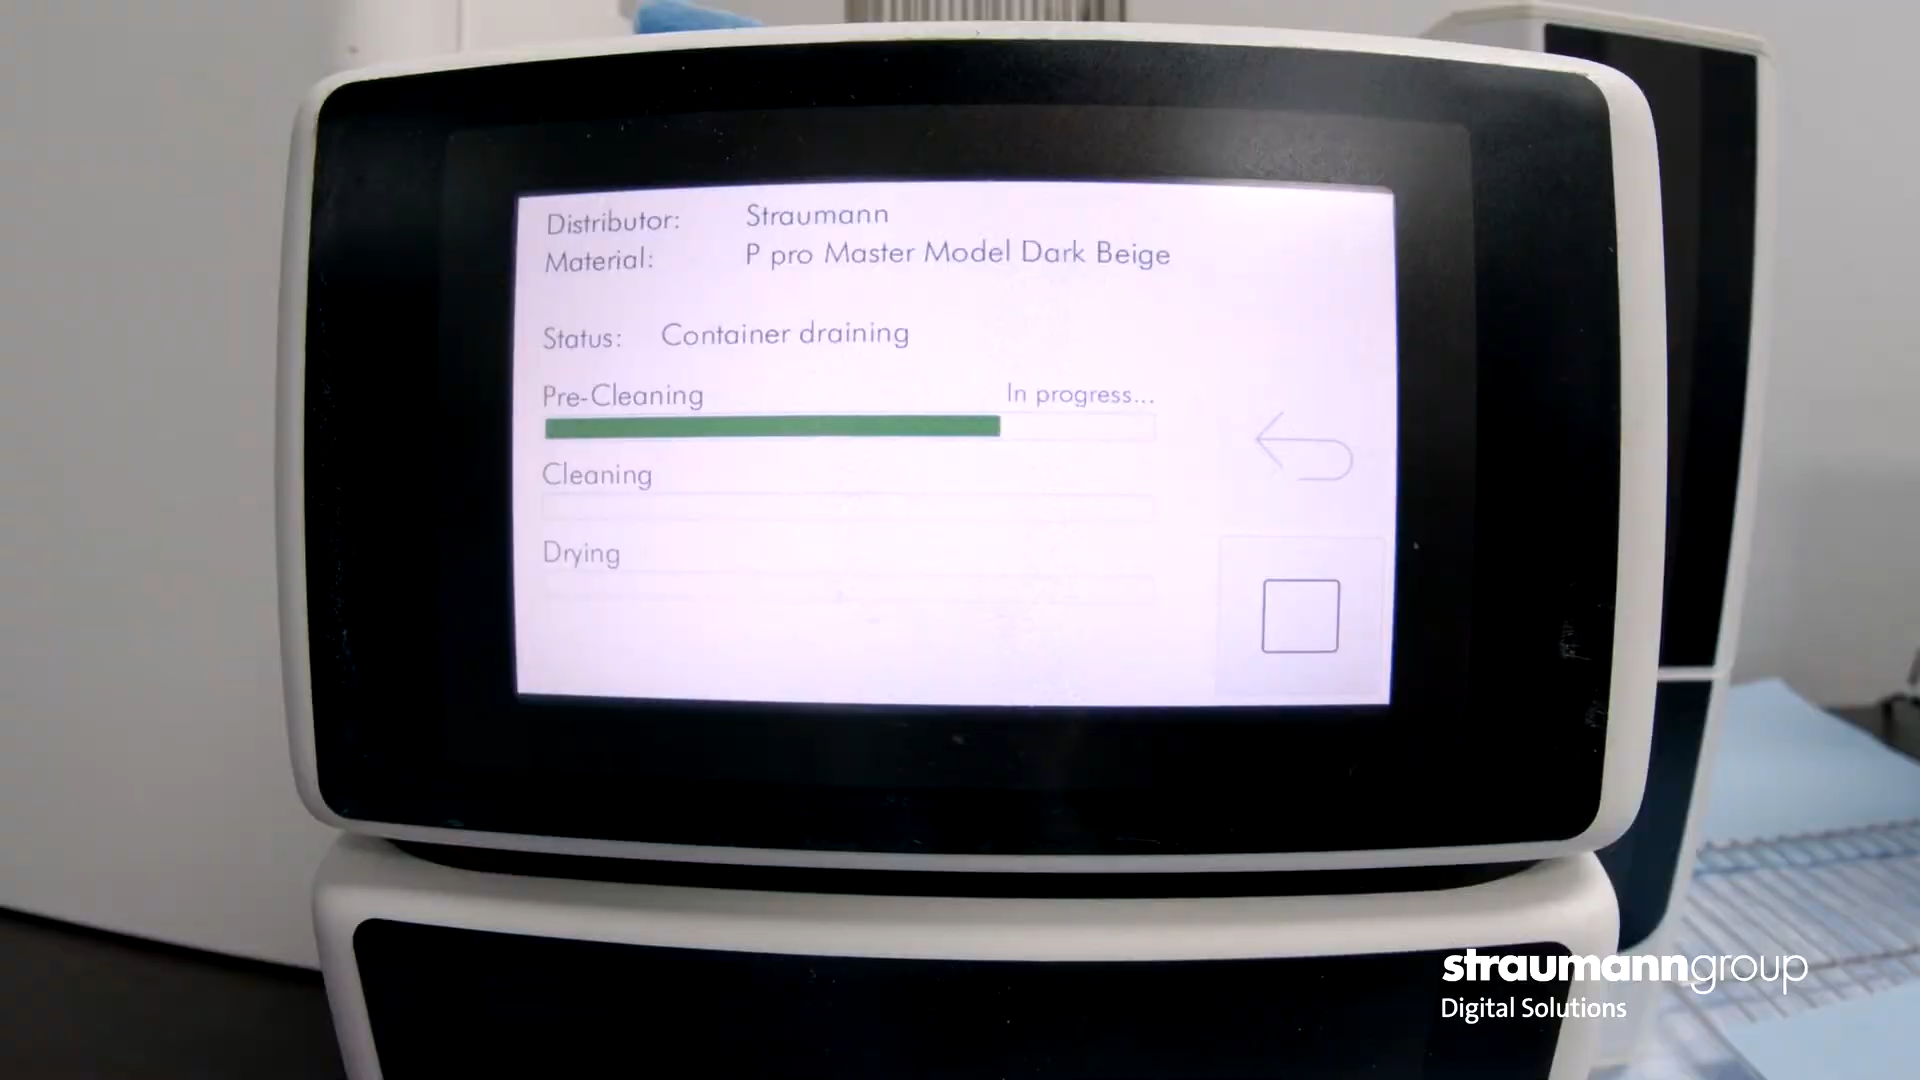 Distributor: Straumann
Material: P pro Master Model Dark Beige
Status: Container draining
Pre-Cleaning In progress...
Cleaning
Drying
straumanngroup
Digital Solutions